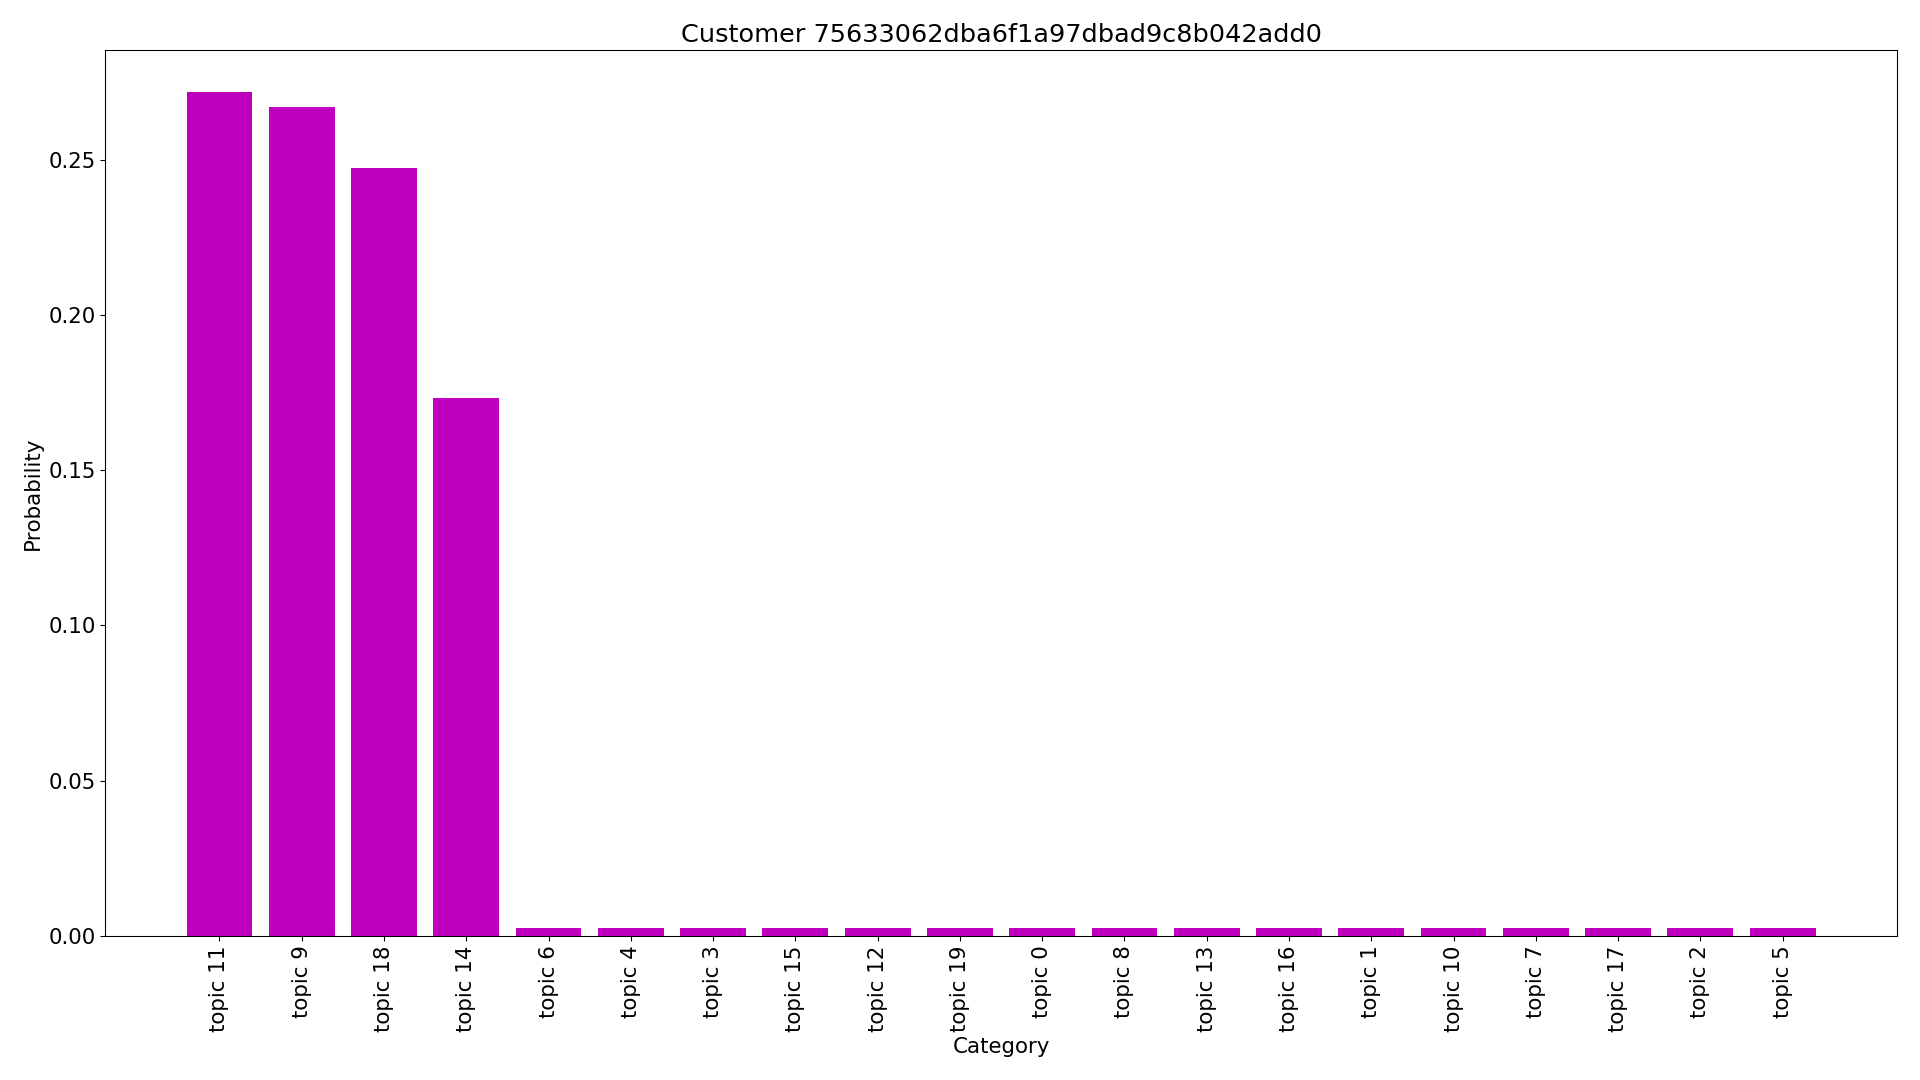 Customer 75633062dba6f1a97dbad9c8b042add0
Probability
0.25
0.20
0.15
0.10
0.05
0.00
topic 11
topic 9
topic 18
topic 14
topic 6
topic 4
topic 3
topic 15
topic 12
topic 19
topic 0
topic 8
topic 13
topic 16
topic 1
topic 10
topic 7
topic 17
topic 2
topic 5
Category